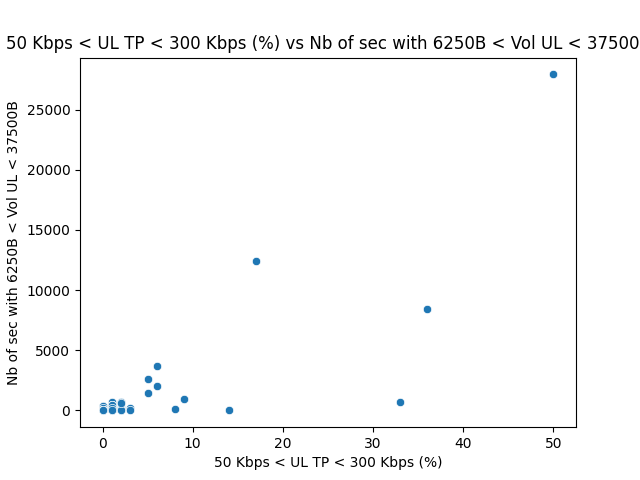 50 Kbps < UL TP < 300 Kbps (%) vs Nb of sec with 6250B < Vol UL < 37500
Nb of sec with 6250B < Vol UL < 37500B
25000
20000
15000
10000
5000
0
0 10 20 30 40 50
50 Kbps < UL TP < 300 Kbps (%)